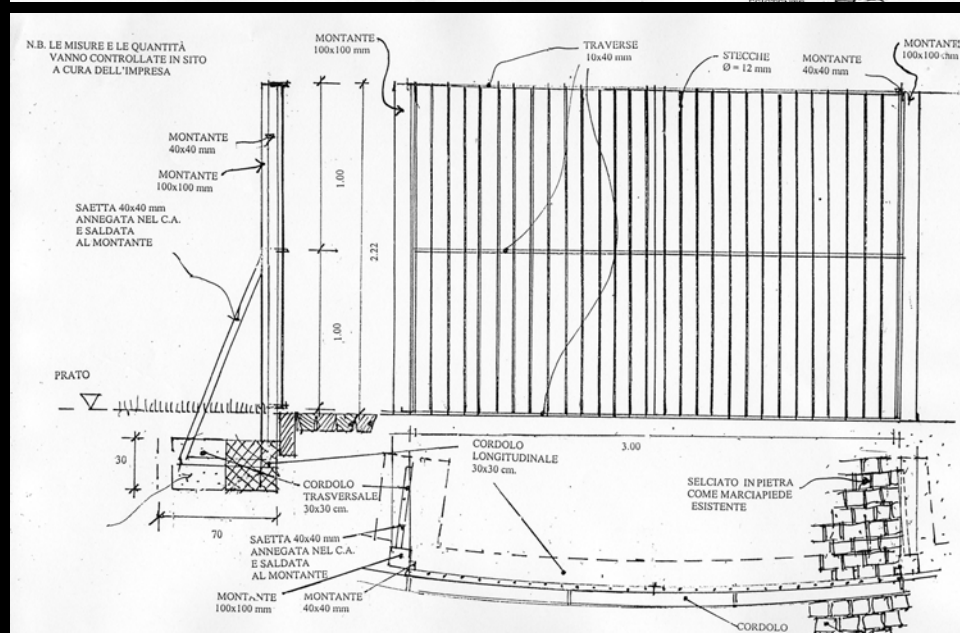 N.B. LE MISURE E LE QUANTITÀ
VANNO CONTROLLATE IN SITO
A CURA DELL'IMPRESA
MONTANTE
100x100 mm
TRAVERSE
10x40 mm
STECCHE
Ø = 12 mm
MONTANTE
40x40 mm
MONTANTE
100x100 mm
MONTANTE
40x40 mm
MONTANTE
100x100 mm
SAETTA 40x40 mm
ANNEGATA NEL C.A.
E SALDATA
AL MONTANTE
1.00
2.22
1.00
PRATO
30
70
3.00
CORDOLO
LONGITUDINALE
30x30 cm.
CORDOLO
TRASVERSALE
30x30 cm.
SELCIATO IN PIETRA
COME MARCIAPIEDE
ESISTENTE
SAETTA 40x40 mm
ANNEGATA NEL C.A.
E SALDATA
AL MONTANTE
MONTANTE
100x100 mm
MONTANTE
40x40 mm
CORDOLO